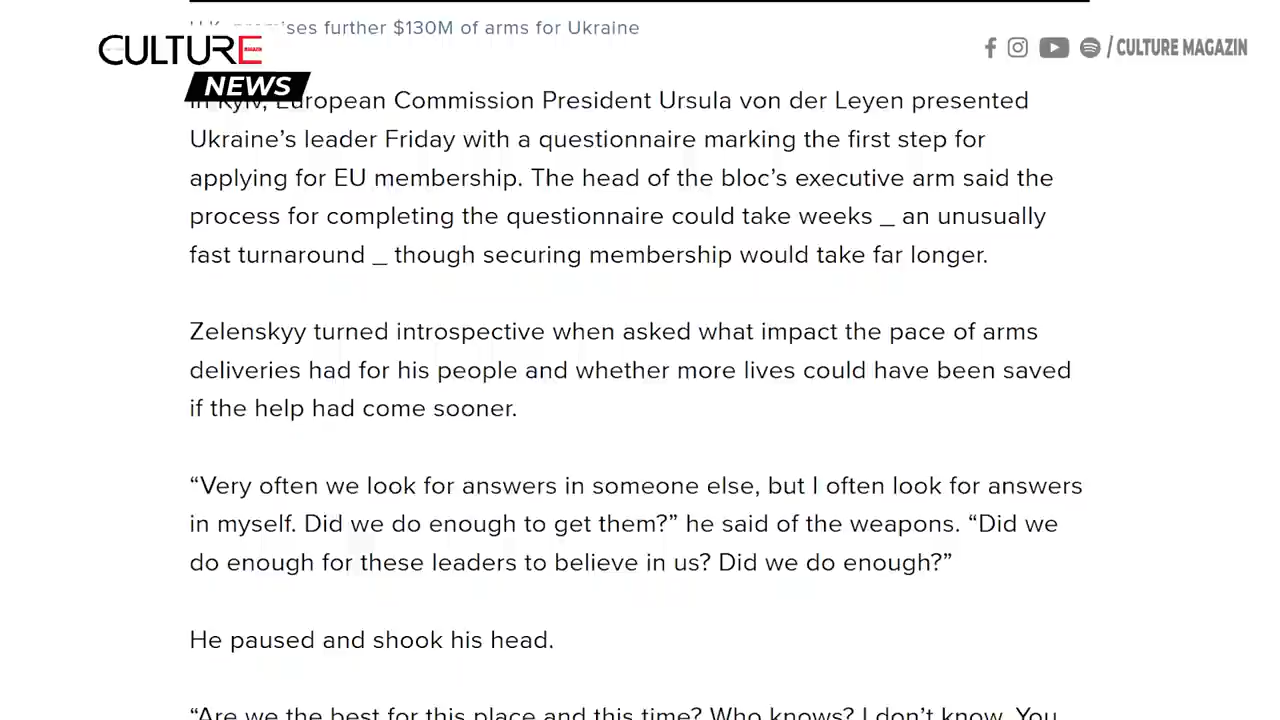 U.K. promises further $130M of arms for Ukraine
CULTURE
NEWS
/ CULTURE MAGAZIN
In Kyiv, European Commission President Ursula von der Leyen presented
Ukraine’s leader Friday with a questionnaire marking the first step for
applying for EU membership. The head of the bloc’s executive arm said the
process for completing the questionnaire could take weeks _ an unusually
fast turnaround _ though securing membership would take far longer.
Zelenskyy turned introspective when asked what impact the pace of arms
deliveries had for his people and whether more lives could have been saved
if the help had come sooner.
“Very often we look for answers in someone else, but I often look for answers
in myself. Did we do enough to get them?” he said of the weapons. “Did we
do enough for these leaders to believe in us? Did we do enough?”
He paused and shook his head.
“Are we the best for this place and this time? Who knows? I don’t know. You